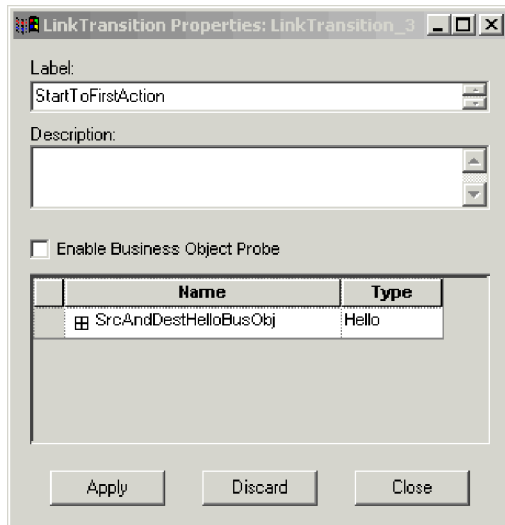 LinkTransition Properties: LinkTransition_3
Label:
StartToFirstAction
Description:
Enable Business Object Probe
Name Type
SrcAndDestHelloBusObj Hello
Apply Discard Close